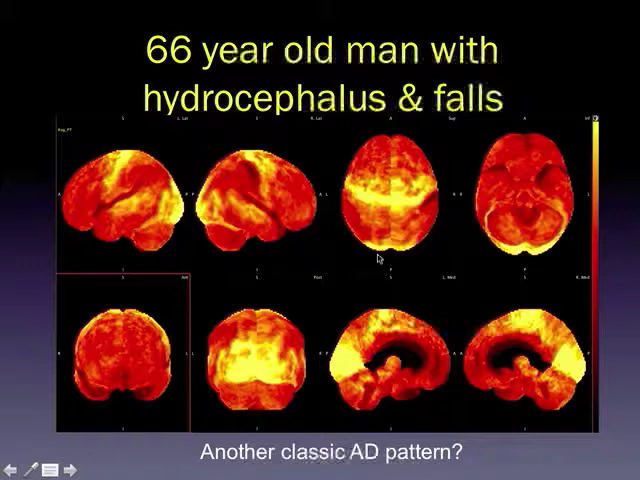 66 year old man with
hydrocephalus & falls
Another classic AD pattern?